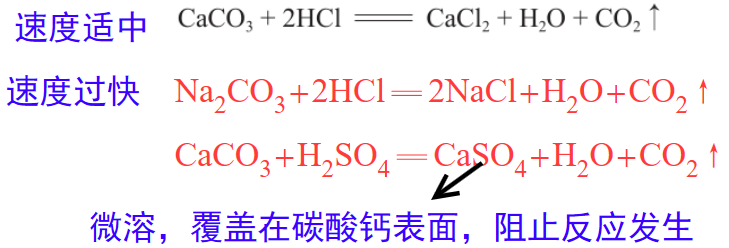 速度适中 CaCO₃ + 2HCl ══ CaCl₂ + H₂O + CO₂↑
速度过快 Na₂CO₃+2HCl═2NaCl+H₂O+CO₂↑
CaCO₃+H₂SO₄═CaSO₄+H₂O+CO₂↑
微溶，覆盖在碳酸钙表面，阻止反应发生